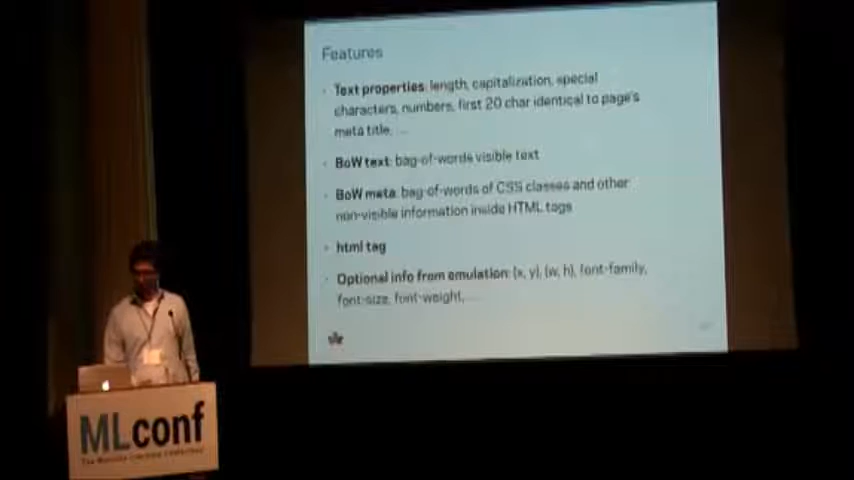 Features
· Text properties: length, capitalization, special
characters, numbers, first 20 char identical to page's
meta title, ...
· BoW text: bag-of-words visible text
· BoW meta: bag-of-words of CSS classes and other
non-visible information inside HTML tags
· html tag
· Optional info from emulation: (x, y), (w, h), font-family,
font-size, font-weight, ...
MLconf
The Machine Learning Conference